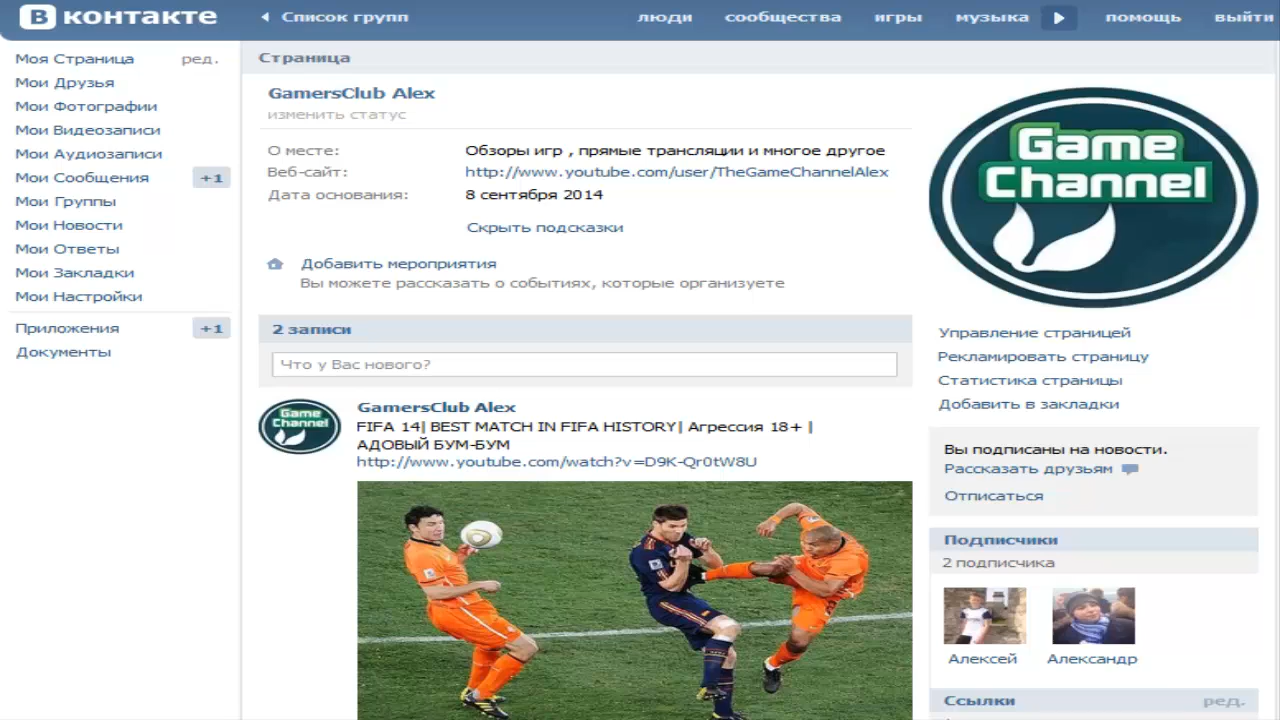 В контакте
Список групп
люди сообщества игры музыка помощь выйти
Моя Страница ред.
Мои Друзья
Мои Фотографии
Мои Видеозаписи
Мои Аудиозаписи
Мои Сообщения +1
Мои Группы
Мои Новости
Мои Ответы
Мои Закладки
Мои Настройки
Приложения +1
Документы
Страница
GamersClub Alex
изменить статус
О месте: Обзоры игр , прямые трансляции и многое другое
Веб-сайт: http://www.youtube.com/user/TheGameChannelAlex
Дата основания: 8 сентября 2014
Скрыть подсказки
Добавить мероприятия
Вы можете рассказать о событиях, которые организуете
2 записи
Что у Вас нового?
Game
Channel
GamersClub Alex
FIFA 14| BEST MATCH IN FIFA HISTORY| Агрессия 18+ |
АДОВЫЙ БУМ-БУМ
http://www.youtube.com/watch?v=D9K-Qr0tW8U
Game
Channel
Управление страницей
Рекламировать страницу
Статистика страницы
Добавить в закладки
Вы подписаны на новости.
Рассказать друзьям
Отписаться
Подписчики
2 подписчика
Алексей Александр
Ссылки ред.